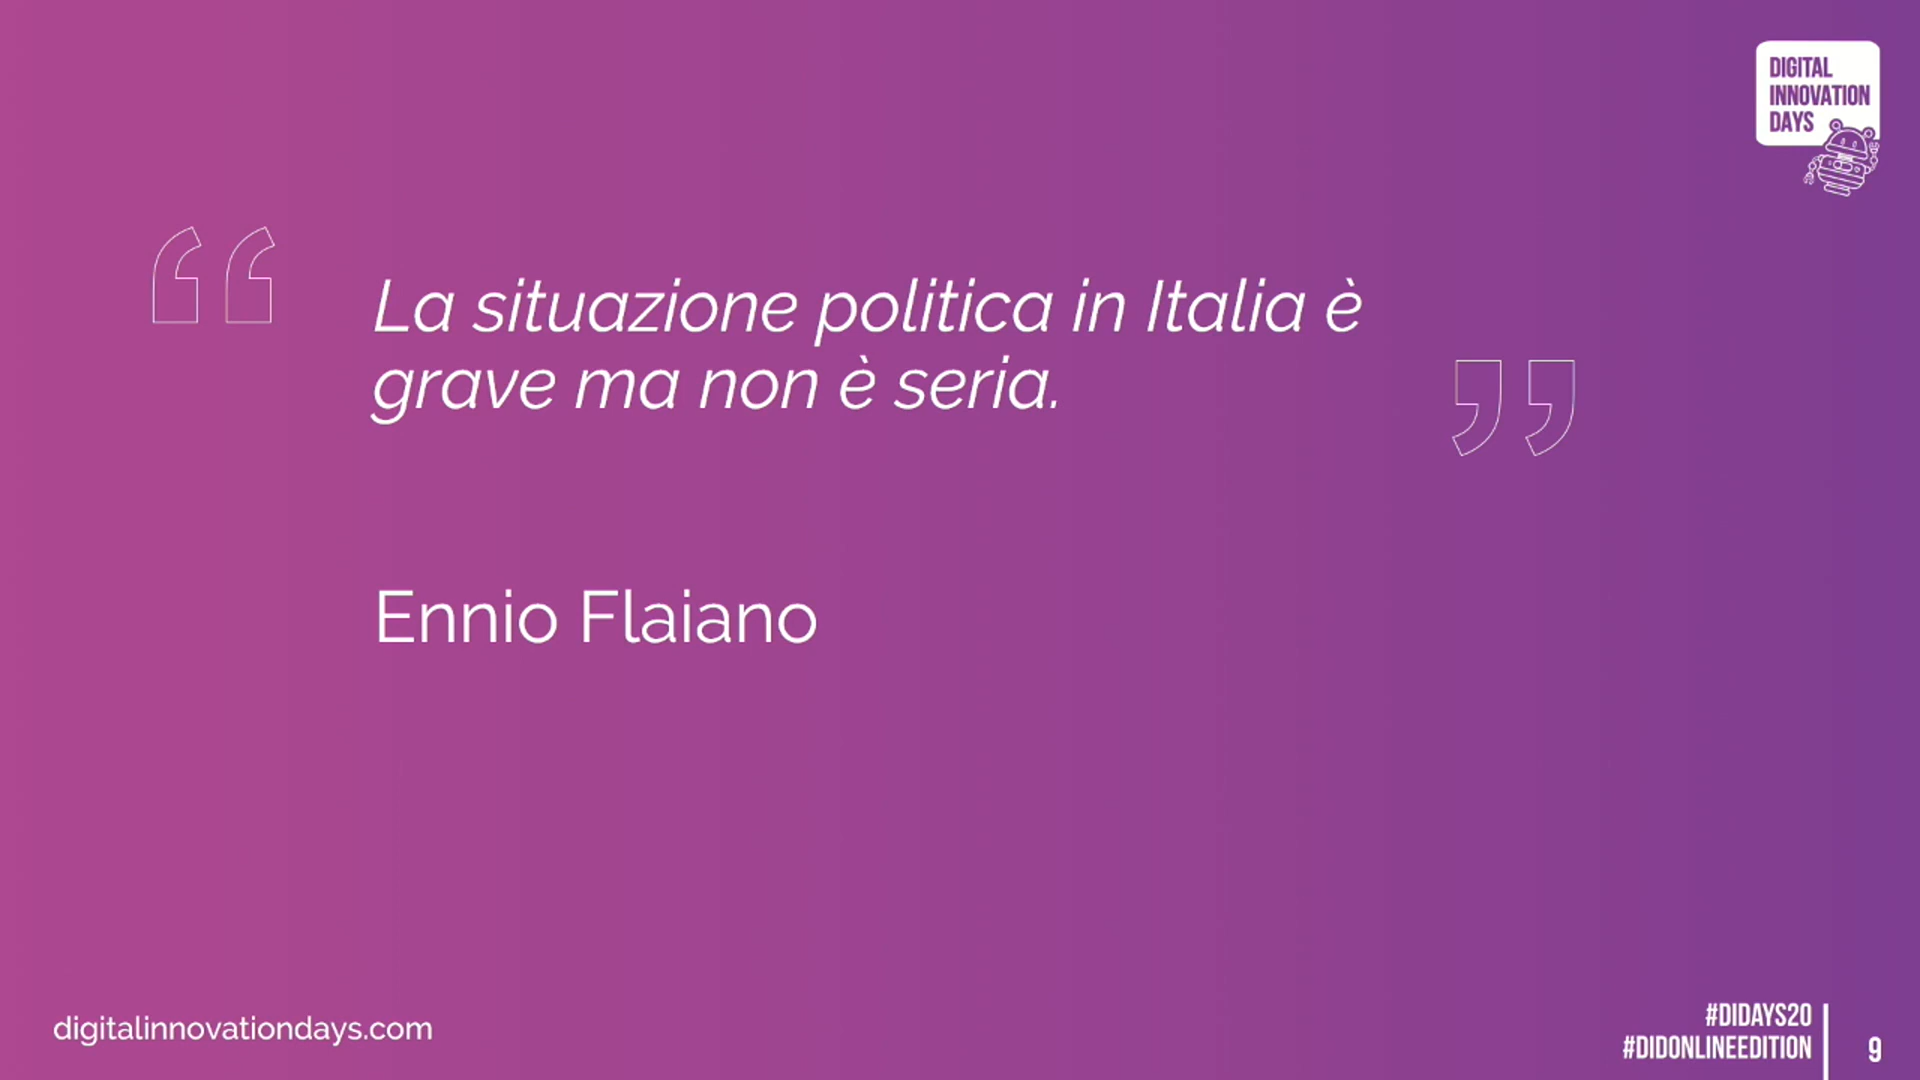 DIGITAL
INNOVATION
DAYS
“
La situazione politica in Italia è
grave ma non è seria.
”
Ennio Flaiano
digitalinnovationdays.com
#DIDAYS20
#DIDONLINEEDITION
9